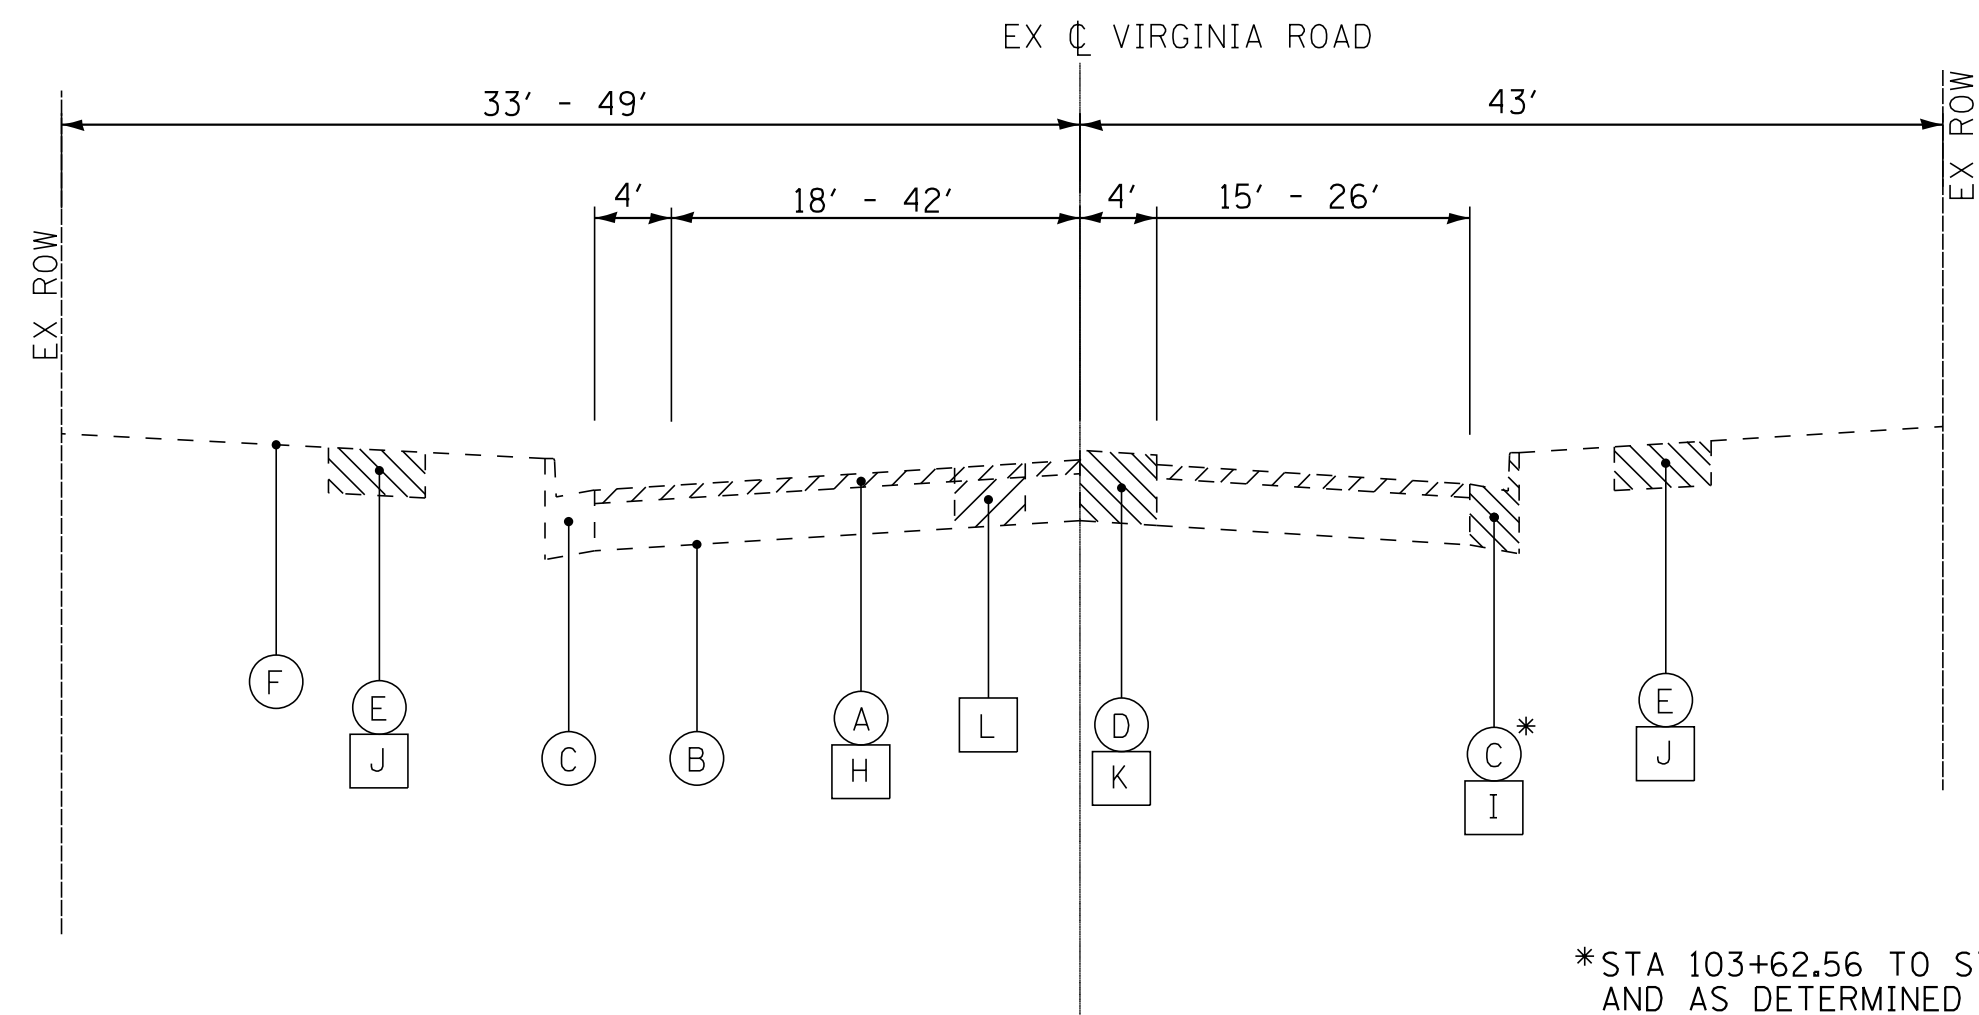 EX ℄ VIRGINIA ROAD
33' - 49'
43'
EX ROW
4'
18' - 42'
4'
15' - 26'
EX ROW
F
E
J
C
B
A
H
L
D
K
C
*
I
E
J
*STA 103+62.56 TO
AND AS DETERMINED